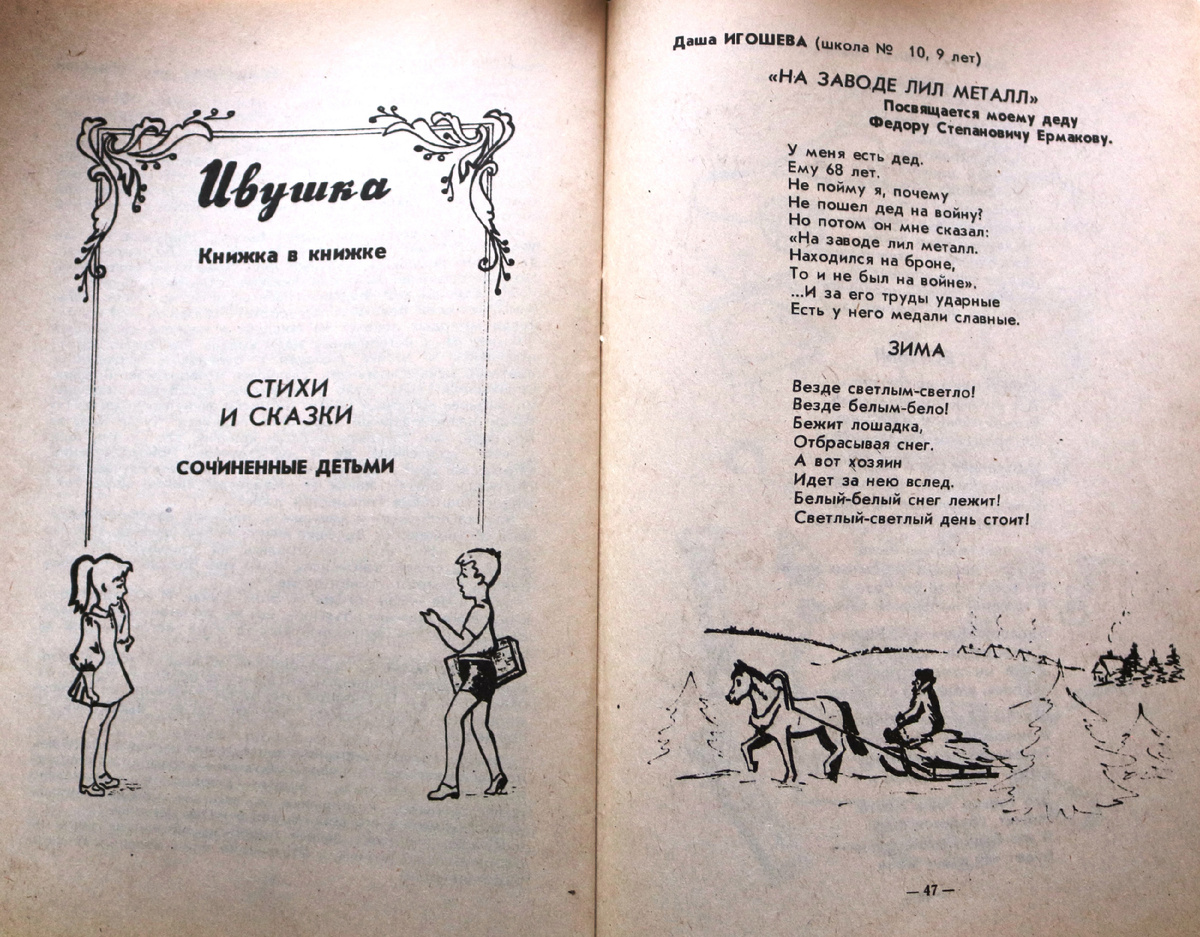 Ивушка
Книжка в книжке
СТИХИ
И СКАЗКИ
СОЧИНЕННЫЕ ДЕТЬМИ
Даша ИГОШЕВА (школа № 10, 9 лет)
«НА ЗАВОДЕ ЛИЛ МЕТАЛЛ»
Посвящается моему деду
Федору Степановичу Ермакову.
У меня есть дед.
Ему 68 лет.
Не пойму я, почему
Не пошел дед на войну?
Но потом он мне сказал:
«На заводе лил металл.
Находился на броне,
То и не был на войне».
...И за его труды ударные
Есть у него медали славные.
ЗИМА
Везде светлым-светло!
Везде белым-бело!
Бежит лошадка,
Отбрасывая снег.
А вот хозяин
Идет за нею вслед.
Белый-белый снег лежит!
Светлый-светлый день стоит!
— 47 —